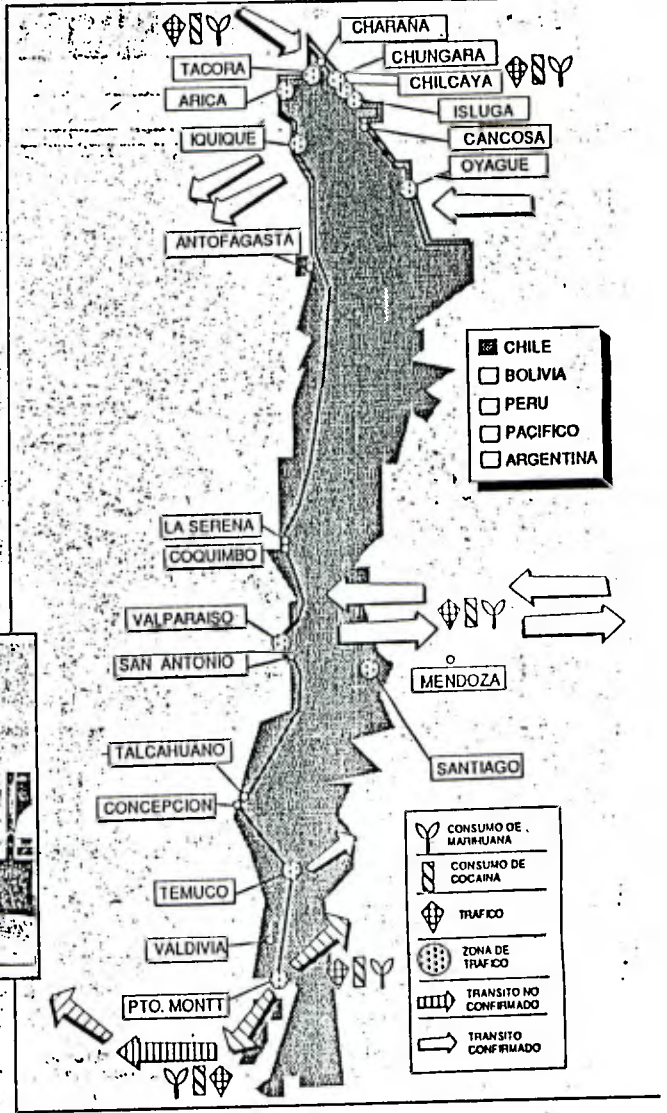 CHARAÑA
TACORA
CHUNGARA
CHILCAYA
ARICA
ISLUGA
IQUIQUE
CANCOSA
OYAGUE
ANTOFAGASTA
CHILE
BOLIVIA
PERU
PACIFICO
ARGENTINA
LA SERENA
COQUIMBO
VALPARAISO
SAN ANTONIO
MENDOZA
TALCAHUANO
SANTIAGO
CONCEPCION
TEMUCO
VALDIVIA
PTO. MONTT
CONSUMO DE
MARIHUANA
CONSUMO DE
COCAINA
TRAFICO
ZONA DE
TRAFICO
TRANSITO NO
CONFIRMADO
TRANSITO
CONFIRMADO